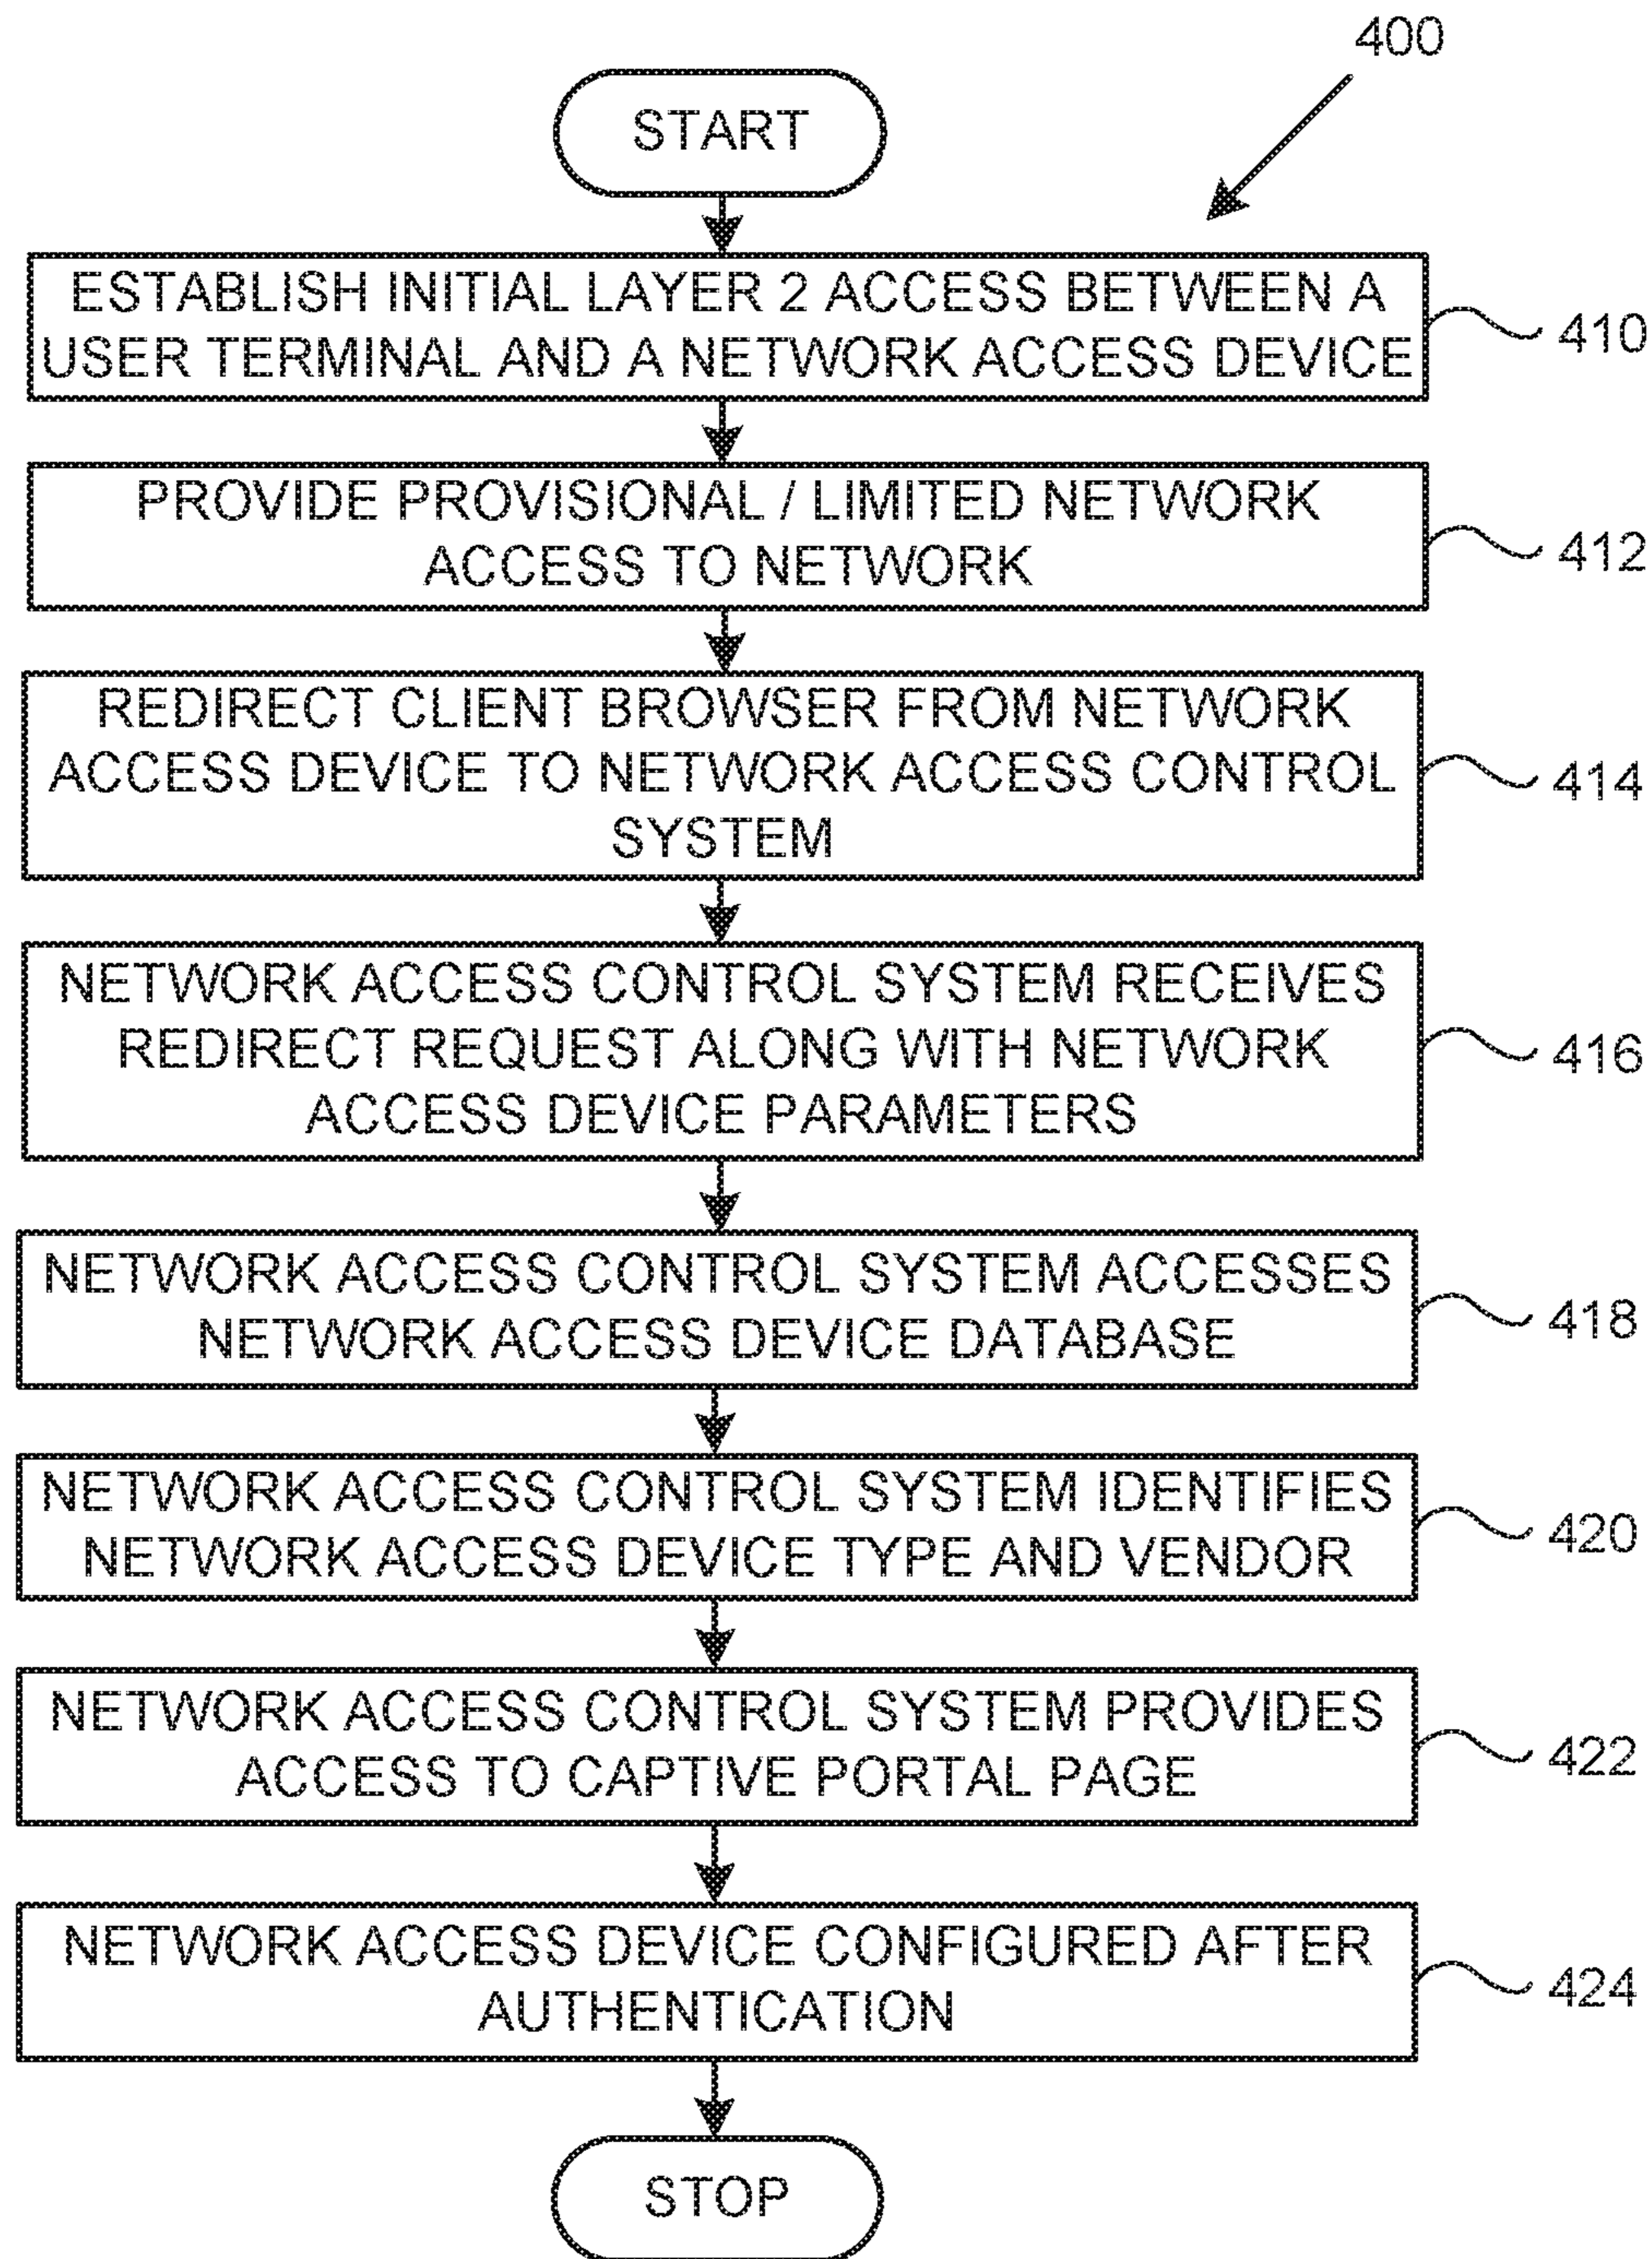 400
START
ESTABLISH INITIAL LAYER 2 ACCESS BETWEEN A
USER TERMINAL AND A NETWORK ACCESS DEVICE
410
PROVIDE PROVISIONAL / LIMITED NETWORK
ACCESS TO NETWORK
412
REDIRECT CLIENT BROWSER FROM NETWORK
ACCESS DEVICE TO NETWORK ACCESS CONTROL
SYSTEM
414
NETWORK ACCESS CONTROL SYSTEM RECEIVES
REDIRECT REQUEST ALONG WITH NETWORK
ACCESS DEVICE PARAMETERS
416
NETWORK ACCESS CONTROL SYSTEM ACCESSES
NETWORK ACCESS DEVICE DATABASE
418
NETWORK ACCESS CONTROL SYSTEM IDENTIFIES
NETWORK ACCESS DEVICE TYPE AND VENDOR
420
NETWORK ACCESS CONTROL SYSTEM PROVIDES
ACCESS TO CAPTIVE PORTAL PAGE
422
NETWORK ACCESS DEVICE CONFIGURED AFTER
AUTHENTICATION
424
STOP